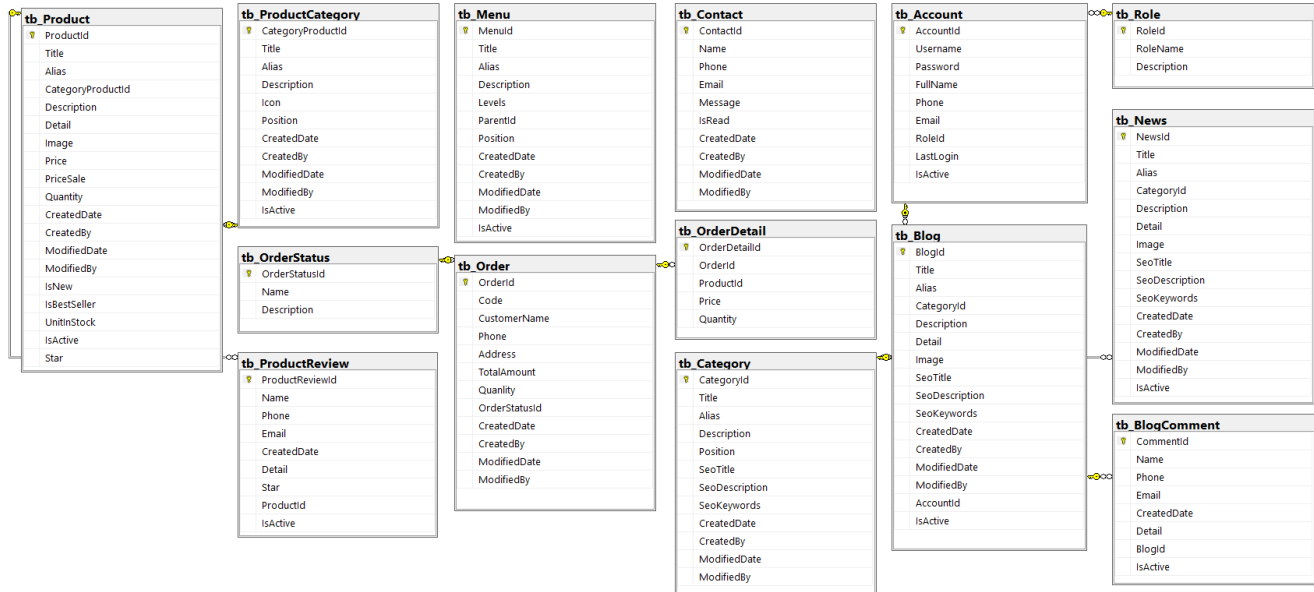 tb_Product
ProductId
Title
Alias
CategoryProductId
Description
Detail
Image
Price
PriceSale
Quantity
CreatedDate
CreatedBy
ModifiedDate
ModifiedBy
IsNew
IsBestSeller
UnitInStock
IsActive
Star
tb_ProductCategory
CategoryProductId
Title
Alias
Description
Icon
Position
CreatedDate
CreatedBy
ModifiedDate
ModifiedBy
IsActive
tb_OrderStatus
OrderStatusId
Name
Description
tb_ProductReview
ProductReviewId
Name
Phone
Email
CreatedDate
Detail
Star
ProductId
IsActive
tb_Menu
MenuId
Title
Alias
Description
Levels
ParentId
Position
CreatedDate
CreatedBy
ModifiedDate
ModifiedBy
IsActive
tb_Order
OrderId
Code
CustomerName
Phone
Address
TotalAmount
Quanlity
OrderStatusId
CreatedDate
CreatedBy
ModifiedDate
ModifiedBy
tb_Contact
ContactId
Name
Phone
Email
Message
IsRead
CreatedDate
CreatedBy
ModifiedDate
ModifiedBy
tb_OrderDetail
OrderDetailId
OrderId
ProductId
Price
Quantity
tb_Category
CategoryId
Title
Alias
Description
Position
SeoTitle
SeoDescription
SeoKeywords
CreatedDate
CreatedBy
ModifiedDate
ModifiedBy
tb_Account
AccountId
Username
Password
FullName
Phone
Email
RoleId
LastLogin
IsActive
tb_Blog
BlogId
Title
Alias
CategoryId
Description
Detail
Image
SeoTitle
SeoDescription
SeoKeywords
CreatedDate
CreatedBy
ModifiedDate
ModifiedBy
AccountId
IsActive
tb_Role
RoleId
RoleName
Description
tb_News
NewsId
Title
Alias
CategoryId
Description
Detail
Image
SeoTitle
SeoDescription
SeoKeywords
CreatedDate
CreatedBy
ModifiedDate
ModifiedBy
IsActive
tb_BlogComment
CommentId
Name
Phone
Email
CreatedDate
Detail
BlogId
IsActive